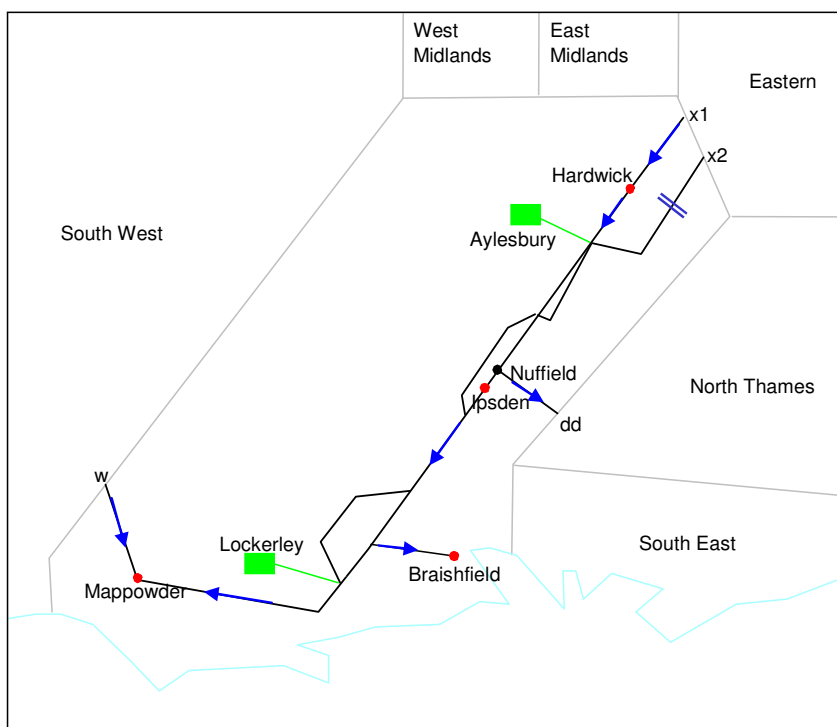 West
Midlands
East
Midlands
Eastern
x1
x2
Hardwick
South West
Aylesbury
Nuffield
North Thames
Ipsden
dd
w
Lockerley
South East
Braishfield
Mappowder